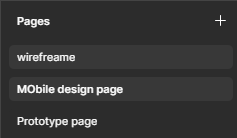 Pages
wirefreame
MObile design page
Prototype page